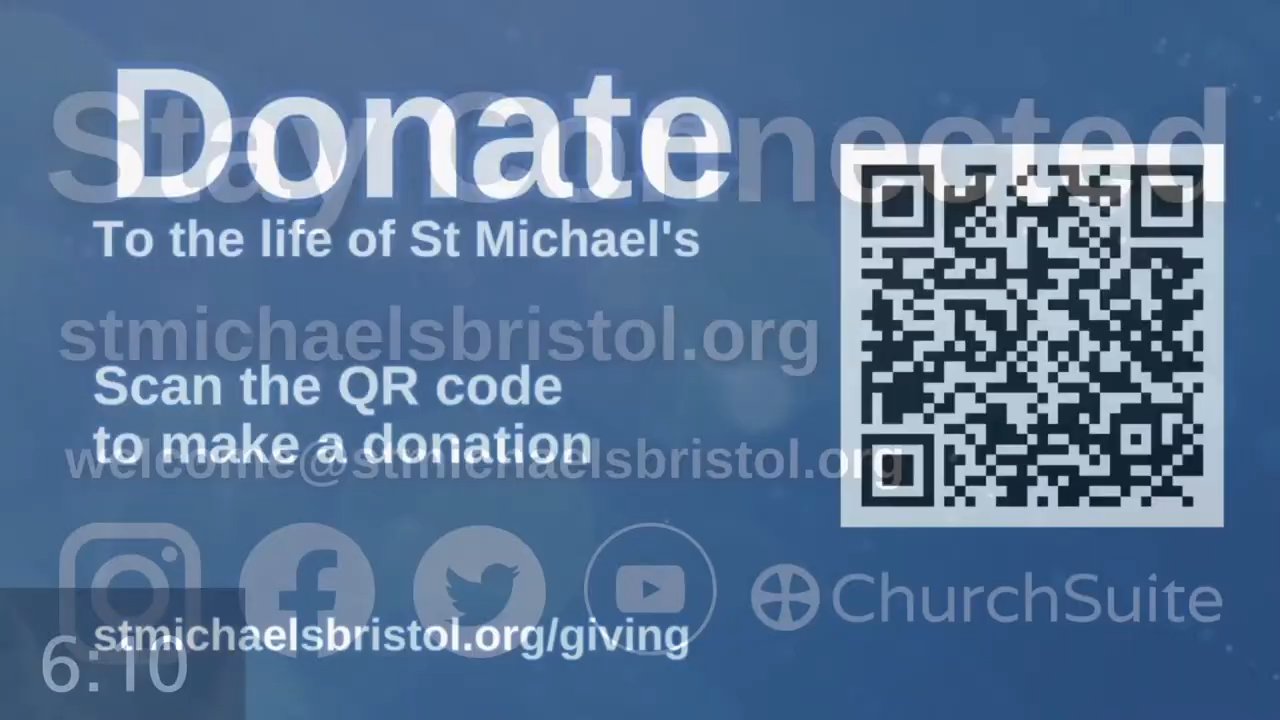 Donate
Stay Connected
To the life of St Michael's
stmichaelsbristol.org
Scan the QR code
to make a donation
welcome@stmichaelsbristol.org
ChurchSuite
stmichaelsbristol.org/giving
6:10